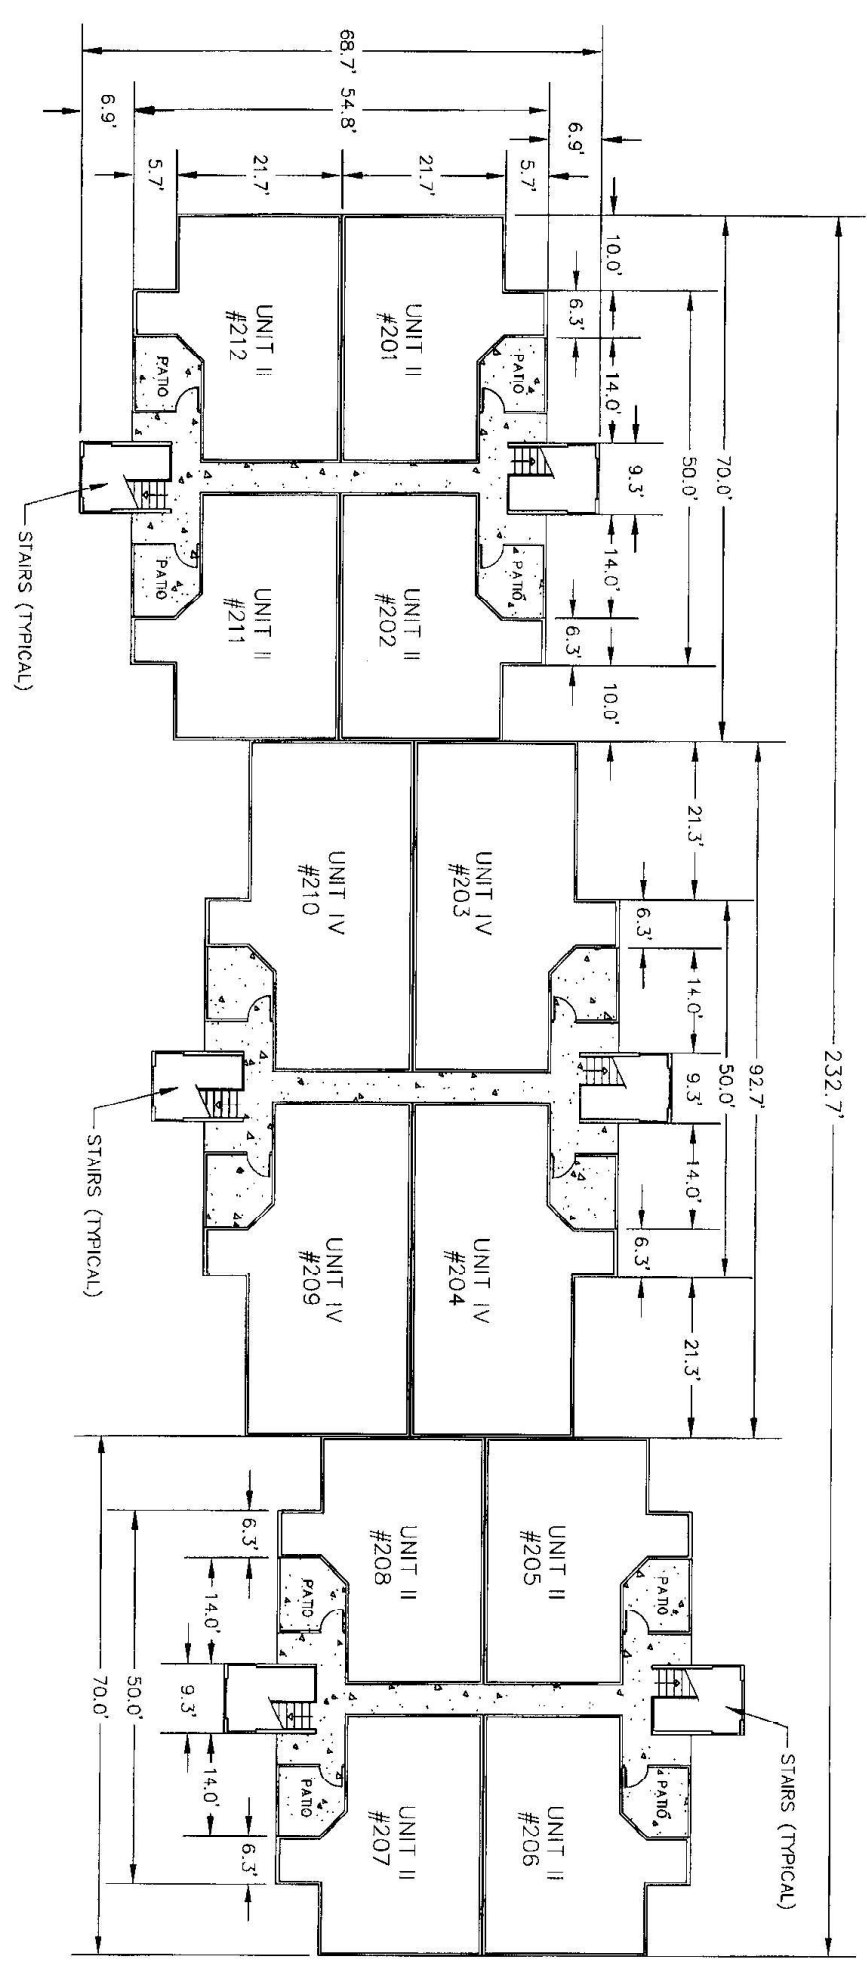 232.7'
70.0'
50.0'
10.0'
6.3'
14.0'
9.3'
14.0'
6.3'
10.0'
92.7'
50.0'
21.3'
6.3'
14.0'
9.3'
14.0'
6.3'
21.3'
68.7'
54.8'
6.9'
5.7'
21.7'
21.7'
5.7'
6.9'
UNIT II
#201
UNIT II
#202
UNIT IV
#203
UNIT IV
#204
UNIT II
#205
UNIT II
#206
UNIT II
#212
UNIT II
#211
UNIT IV
#210
UNIT IV
#209
UNIT II
#208
UNIT II
#207
PATIO
PATIO
PATIO
PATIO
PATIO
PATIO
PATIO
PATIO
STAIRS (TYPICAL)
STAIRS (TYPICAL)
STAIRS (TYPICAL)
6.3'
14.0'
9.3'
14.0'
6.3'
50.0'
70.0'